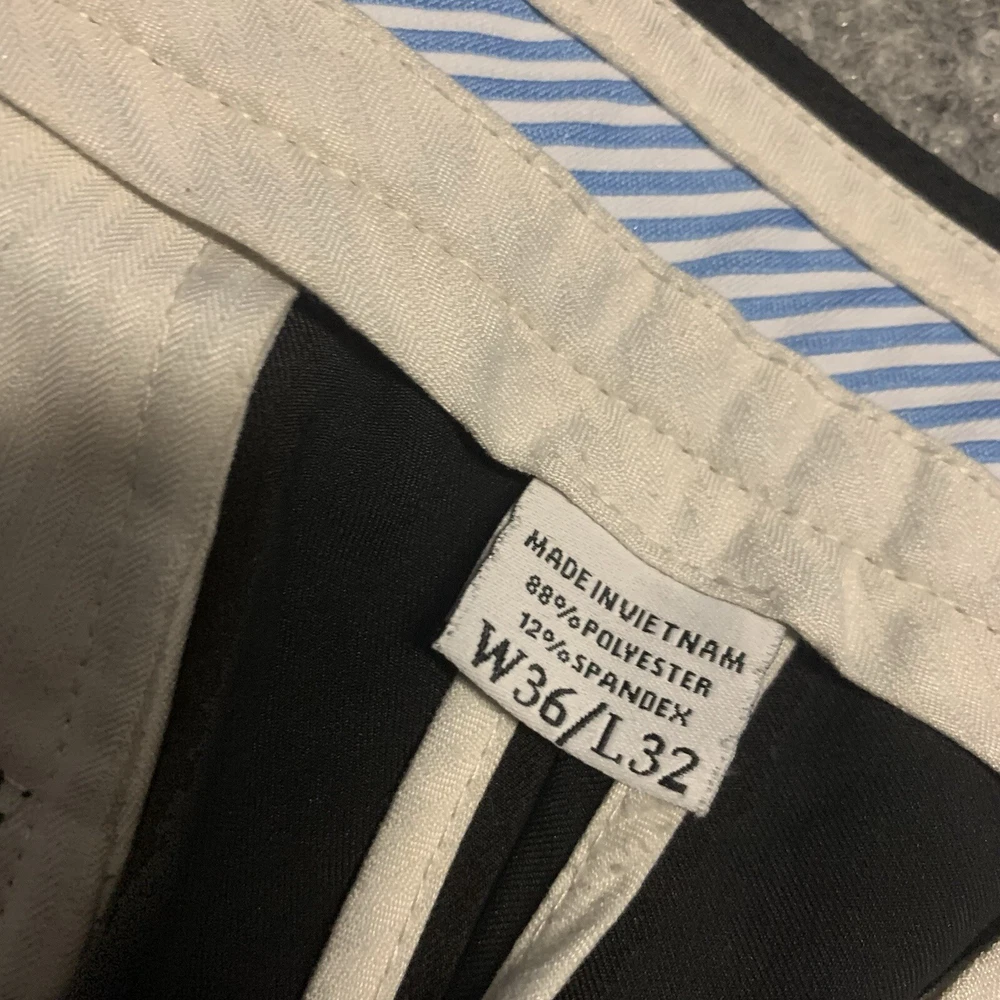 MADE IN VIETNAM
88% POLYESTER
12% SPANDEX
W36/L32